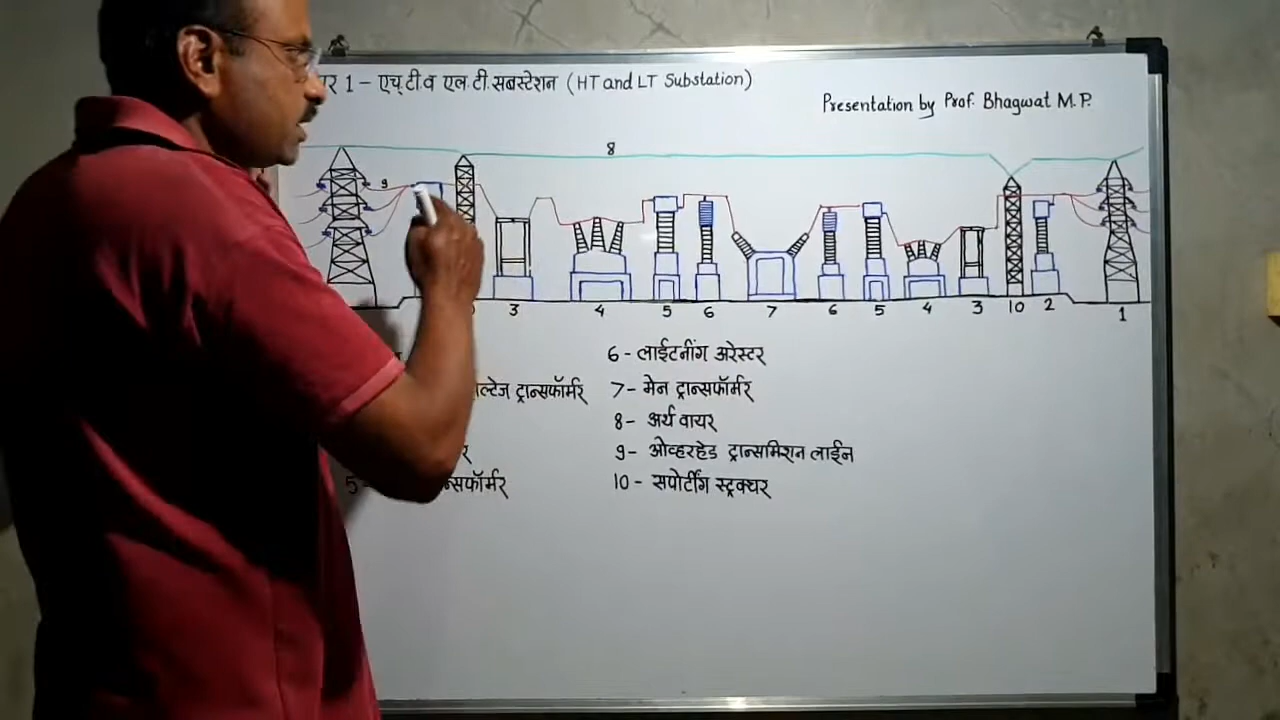 1 - एच.टी.व एल.टी.सबस्टेशन (HT and LT Substation)
Presentation by Prof. Bhagwat M.P.
8
9
3 4 5 6 7 6 5 4 3 10 2 1
6 - लाईटनींग अरेस्टर
ट्रान्सफॉर्मर 7 - मेन ट्रान्सफॉर्मर
8 - अर्थ वायर
9 - ओव्हरहेड ट्रान्समिशन लाईन
5 - 10 - सपोर्टींग स्ट्रक्चर